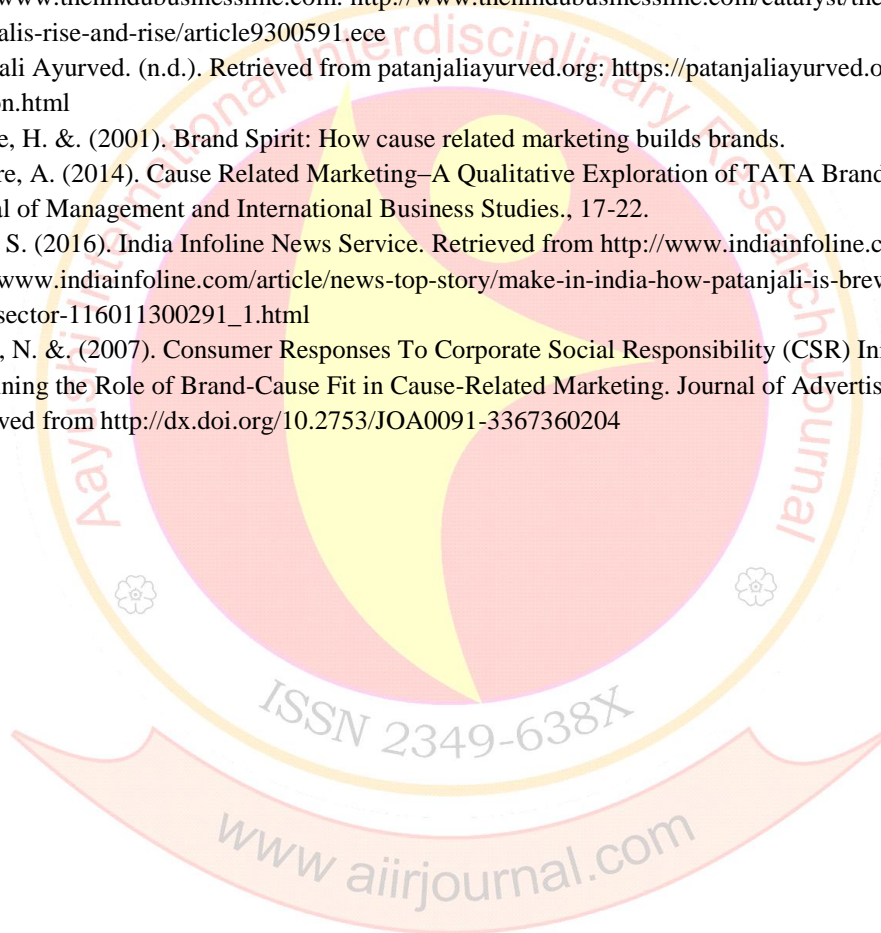 www.thehindubusinessline.com: http://www.thehindubusinessline.com/catalyst/the
alis-rise-and-rise/article9300591.ece
ali Ayurved. (n.d.). Retrieved from patanjaliayurved.org: https://patanjaliayurved.o
n.html
e, H. &. (2001). Brand Spirit: How cause related marketing builds brands.
re, A. (2014). Cause Related Marketing–A Qualitative Exploration of TATA Brand
al of Management and International Business Studies., 17-22.
S. (2016). India Infoline News Service. Retrieved from http://www.indiainfoline.c
www.indiainfoline.com/article/news-top-story/make-in-india-how-patanjali-is-brew
sector-116011300291_1.html
, N. &. (2007). Consumer Responses To Corporate Social Responsibility (CSR) In
ning the Role of Brand-Cause Fit in Cause-Related Marketing. Journal of Advertis
ved from http://dx.doi.org/10.2753/JOA0091-3367360204
Aayushi International Interdisciplinary Research Journal
ISSN 2349-638X
www aiirjournal.com